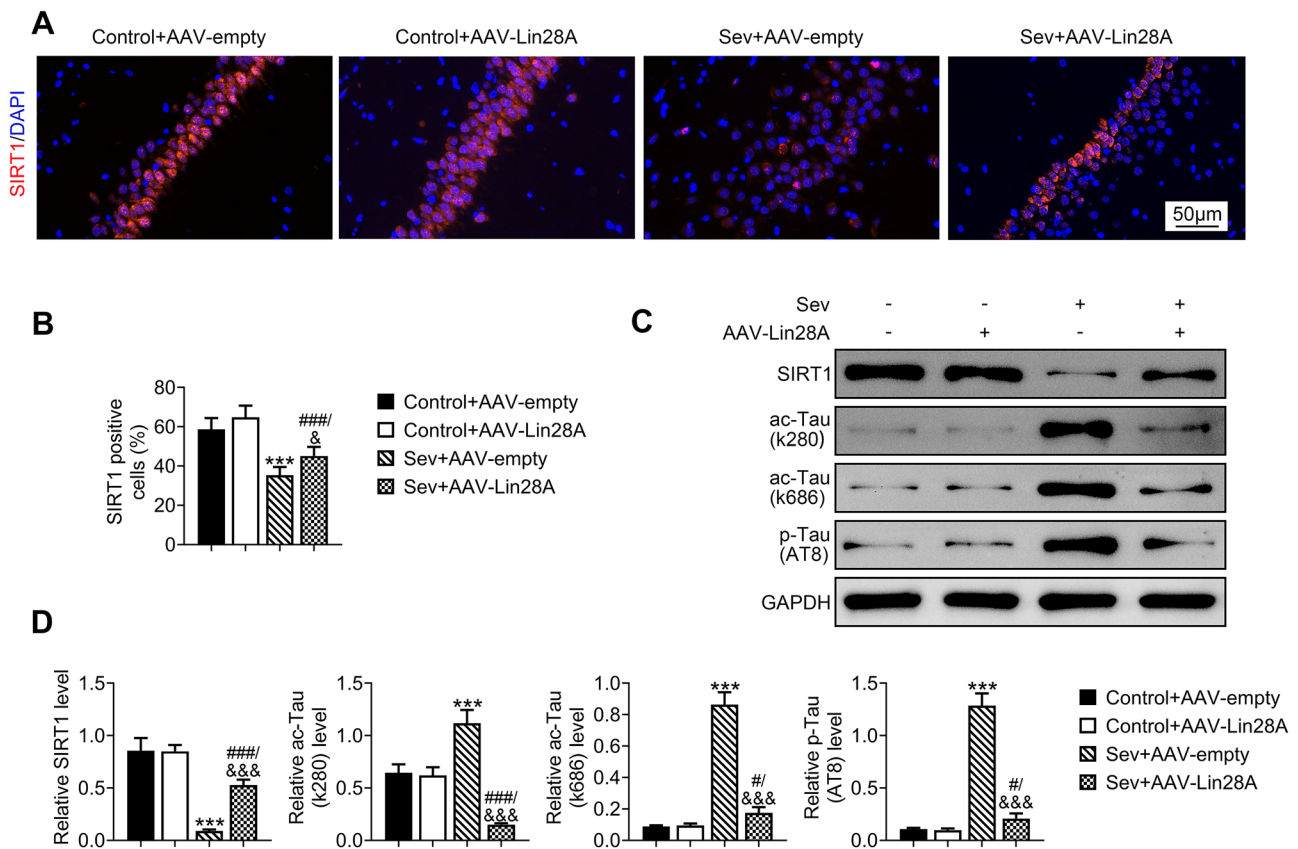 A
Control+AAV-empty
Control+AAV-Lin28A
Sev+AAV-empty
Sev+AAV-Lin28A
SIRT1/DAPI
50μm
B
SIRT1 positive
cells (%)
80
60
40
20
0
***
###/
&
Control+AAV-empty
Control+AAV-Lin28A
Sev+AAV-empty
Sev+AAV-Lin28A
C
Sev - - + +
AAV-Lin28A - + - +
SIRT1
ac-Tau
(k280)
ac-Tau
(k686)
p-Tau
(AT8)
GAPDH
D
Relative SIRT1 level
1.5
1.0
0.5
0.0
***
###/
&&&
Relative ac-Tau
(k280) level
1.5
1.0
0.5
0.0
***
###/
&&&
Relative ac-Tau
(k686) level
1.0
0.8
0.6
0.4
0.2
0.0
***
#/
&&&
Relative p-Tau
(AT8) level
1.5
1.0
0.5
0.0
***
#/
&&&
Control+AAV-empty
Control+AAV-Lin28A
Sev+AAV-empty
Sev+AAV-Lin28A